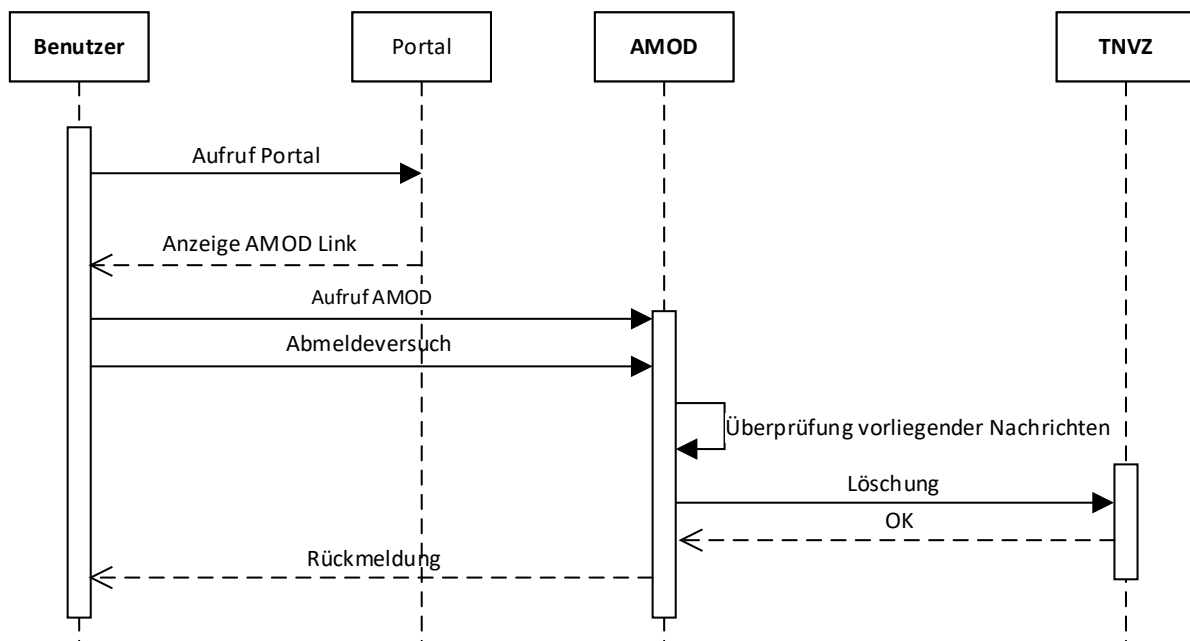 Benutzer
Portal
AMOD
TNVZ
Aufruf Portal
Anzeige AMOD Link
Aufruf AMOD
Abmeldeversuch
Überprüfung vorliegender Nachrichten
Löschung
OK
Rückmeldung